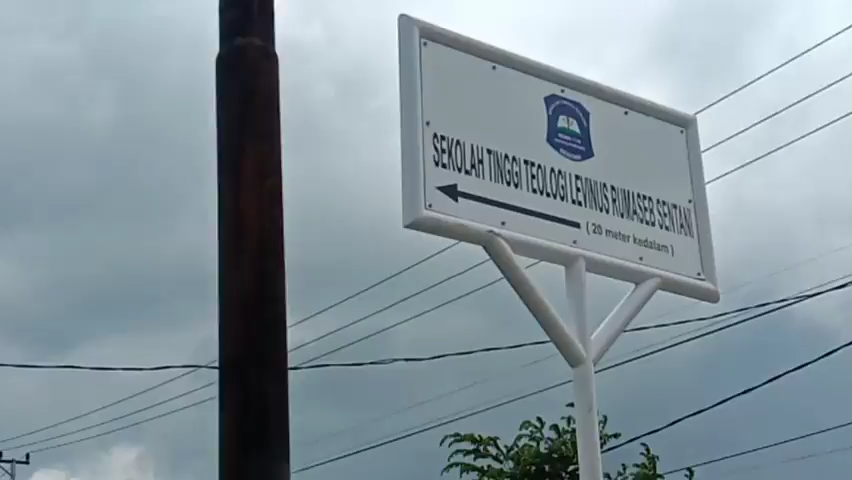 SEKOLAH TINGGI TEOLOGI LEVINUS RUMASEB SENTANI
( 20 meter kedalam )